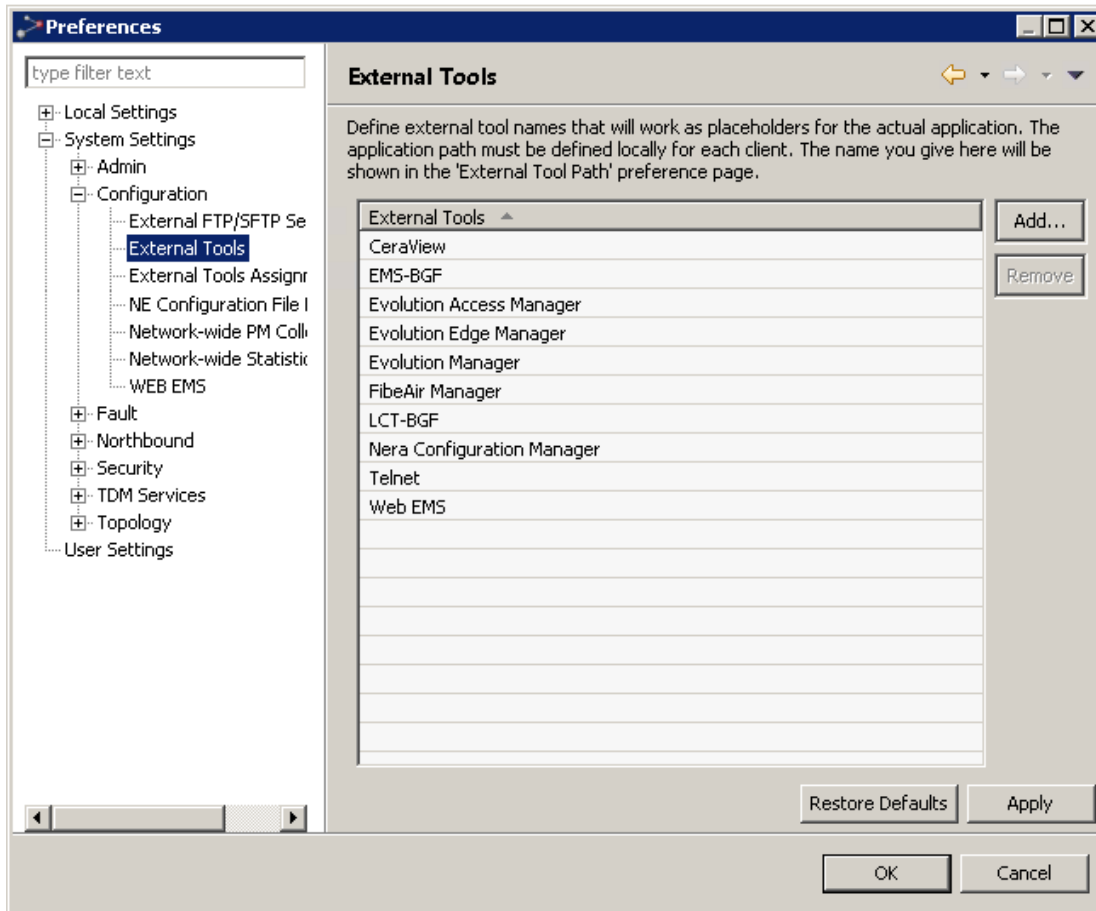 Preferences
type filter text
Local Settings
System Settings
Admin
Configuration
External FTP/SFTP Se
External Tools
External Tools Assignr
NE Configuration File I
Network-wide PM Coll
Network-wide Statistic
WEB EMS
Fault
Northbound
Security
TDM Services
Topology
User Settings
External Tools
Define external tool names that will work as placeholders for the actual application. The
application path must be defined locally for each client. The name you give here will be
shown in the 'External Tool Path' preference page.
External Tools
CeraView
EMS-BGF
Evolution Access Manager
Evolution Edge Manager
Evolution Manager
FibeAir Manager
LCT-BGF
Nera Configuration Manager
Telnet
Web EMS
Add...
Remove
Restore Defaults
Apply
OK
Cancel